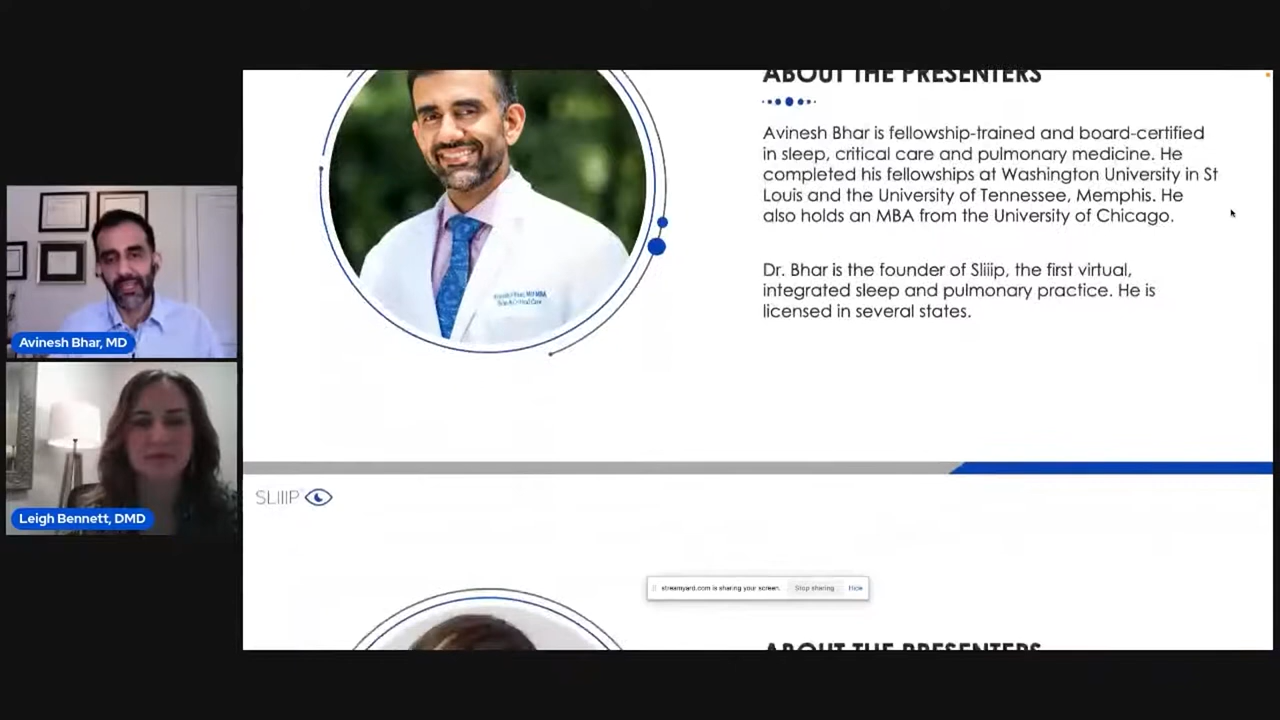 ABOUT THE PRESENTERS
Avinesh Bhar is fellowship-trained and board-certified
in sleep, critical care and pulmonary medicine. He
completed his fellowships at Washington University in St
Louis and the University of Tennessee, Memphis. He
also holds an MBA from the University of Chicago.
Dr. Bhar is the founder of Sliiip, the first virtual,
integrated sleep and pulmonary practice. He is
licensed in several states.
Avinesh Bhar, MD
Leigh Bennett, DMD
SLIIIP
streamyard.com is sharing your screen.
Stop sharing
Hide
ABOUT THE PRESENTERS